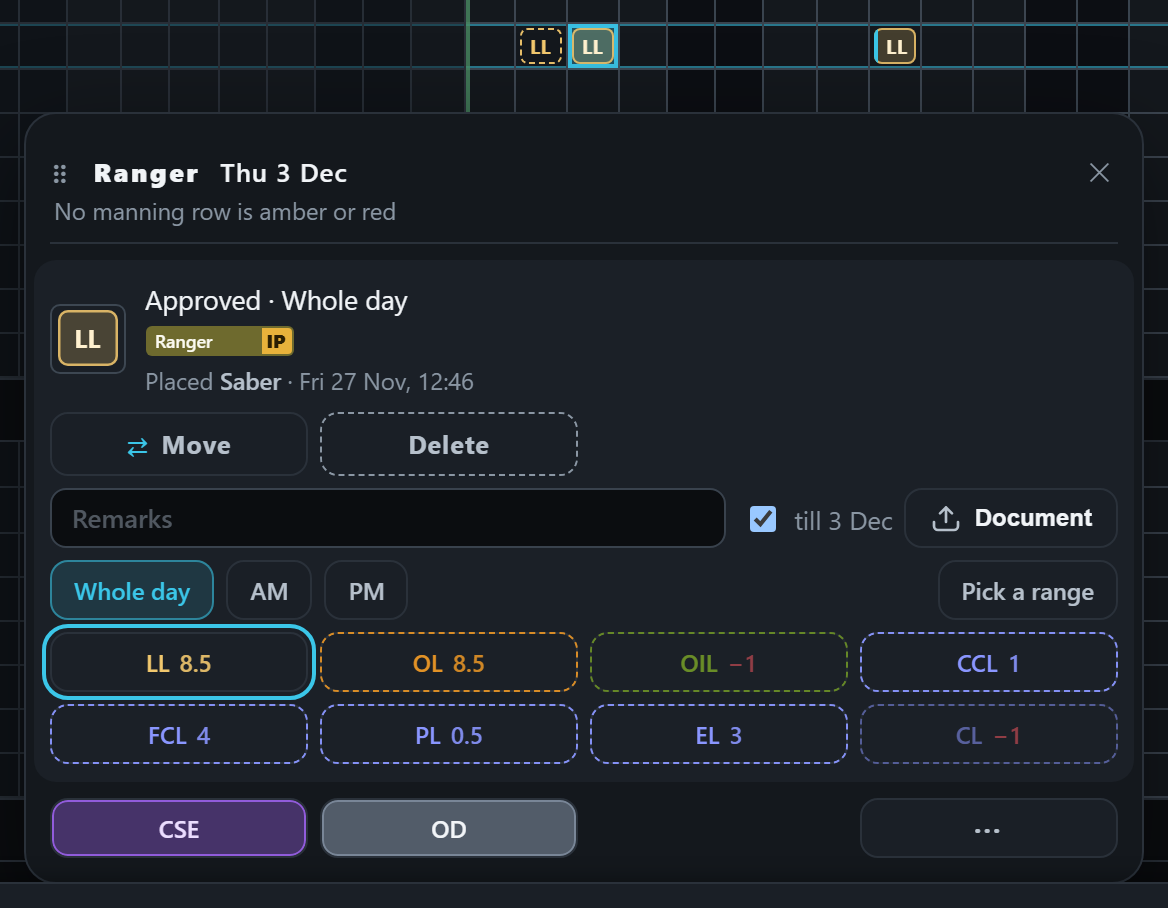 LL LL LL
Ranger Thu 3 Dec
No manning row is amber or red
LL
Approved · Whole day
Ranger IP
Placed Saber · Fri 27 Nov, 12:46
Move Delete
Remarks till 3 Dec Document
Whole day AM PM Pick a range
LL 8.5 OL 8.5 OIL −1 CCL 1
FCL 4 PL 0.5 EL 3 CL −1
CSE OD ...